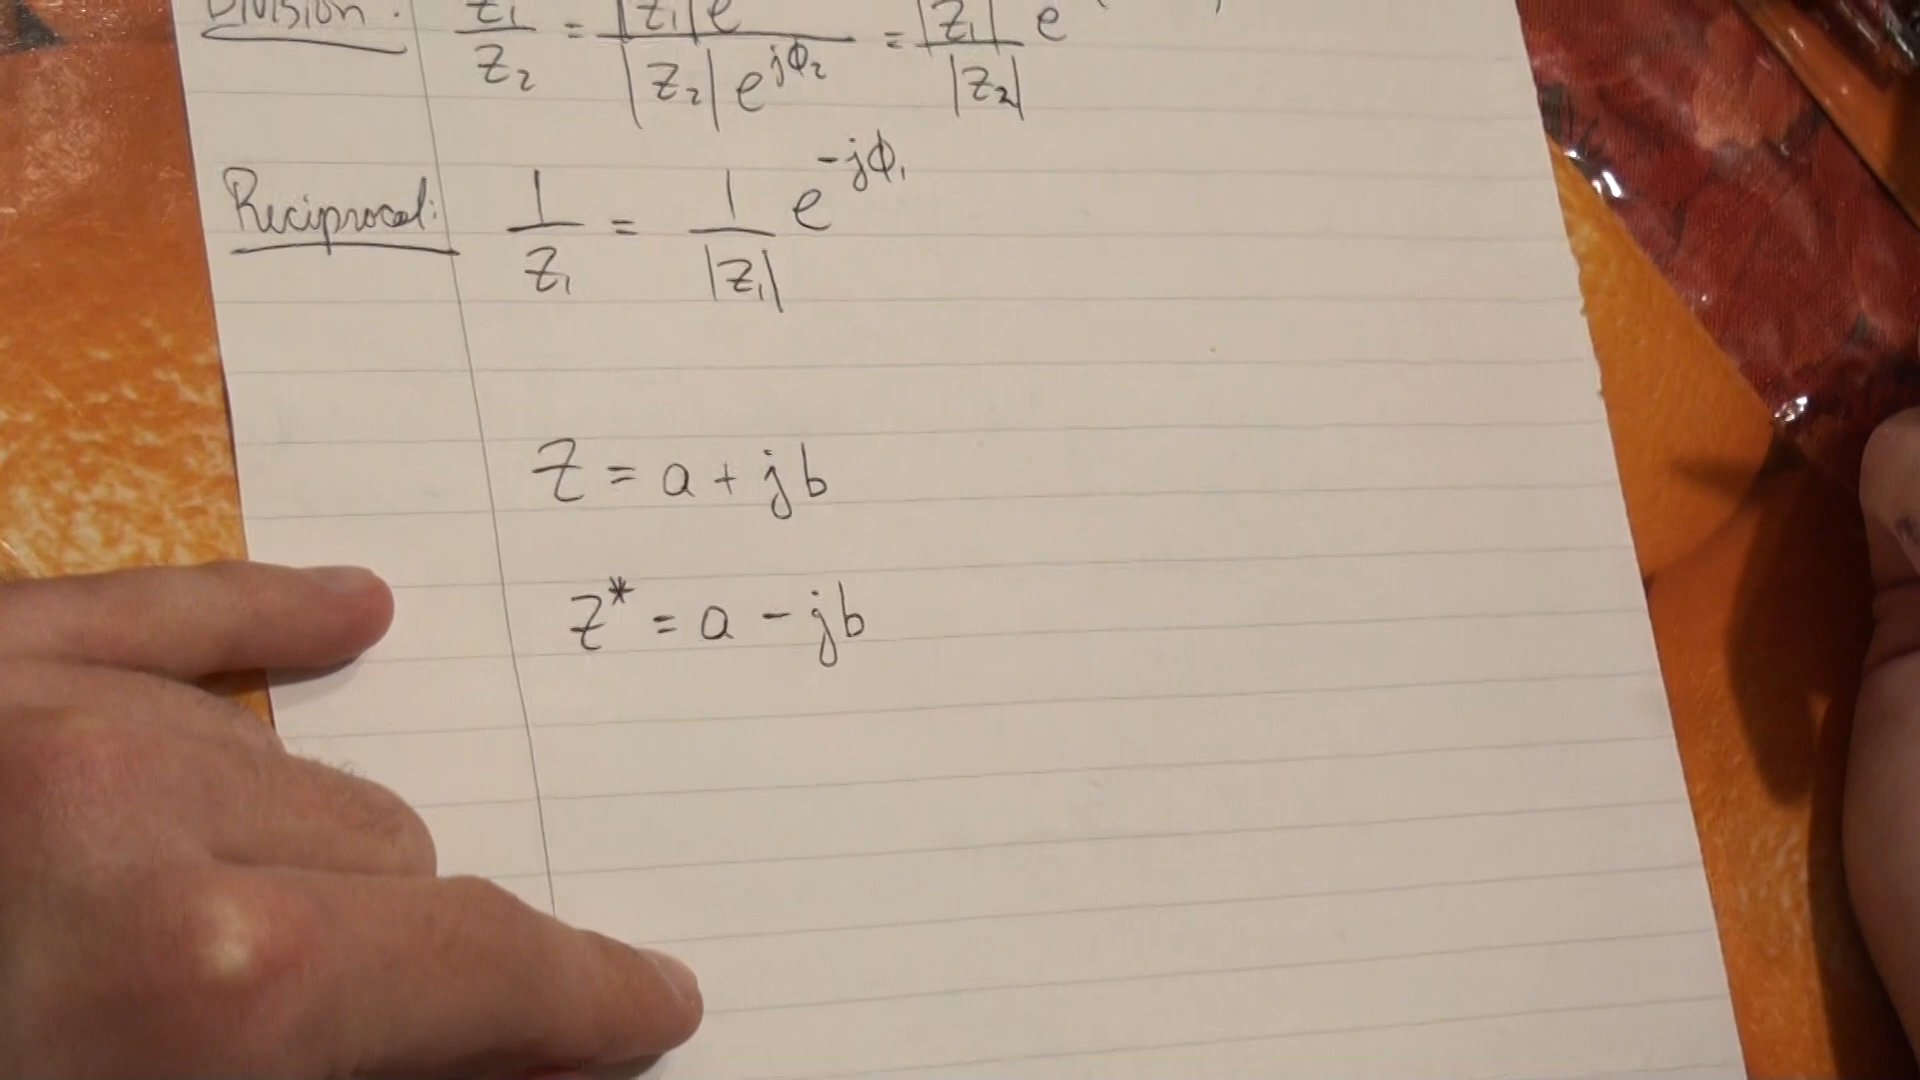 Division: z₁/z₂ = |z₁|e/|z₂|e^{jϕ₂} = |z₁|/|z₂| e
Reciprocal: 1/z₁ = 1/|z₁| e^{-jϕ₁}
z = a + jb
z* = a - jb